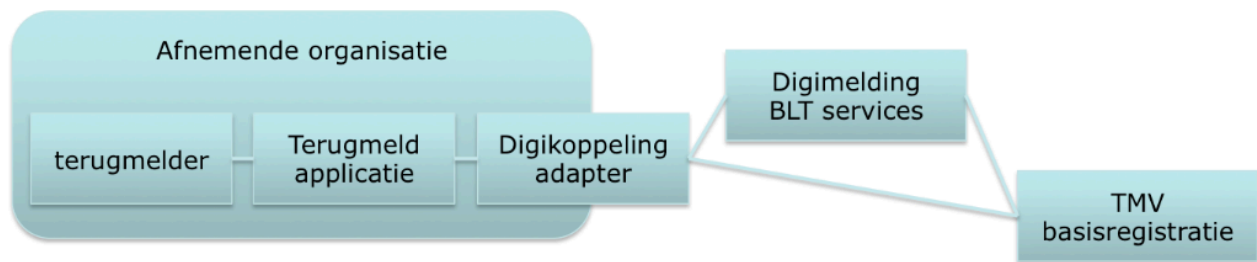 Afnemende organisatie
terugmelder
Terugmeld
applicatie
Digikoppeling
adapter
Digimelding
BLT services
TMV
basisregistratie